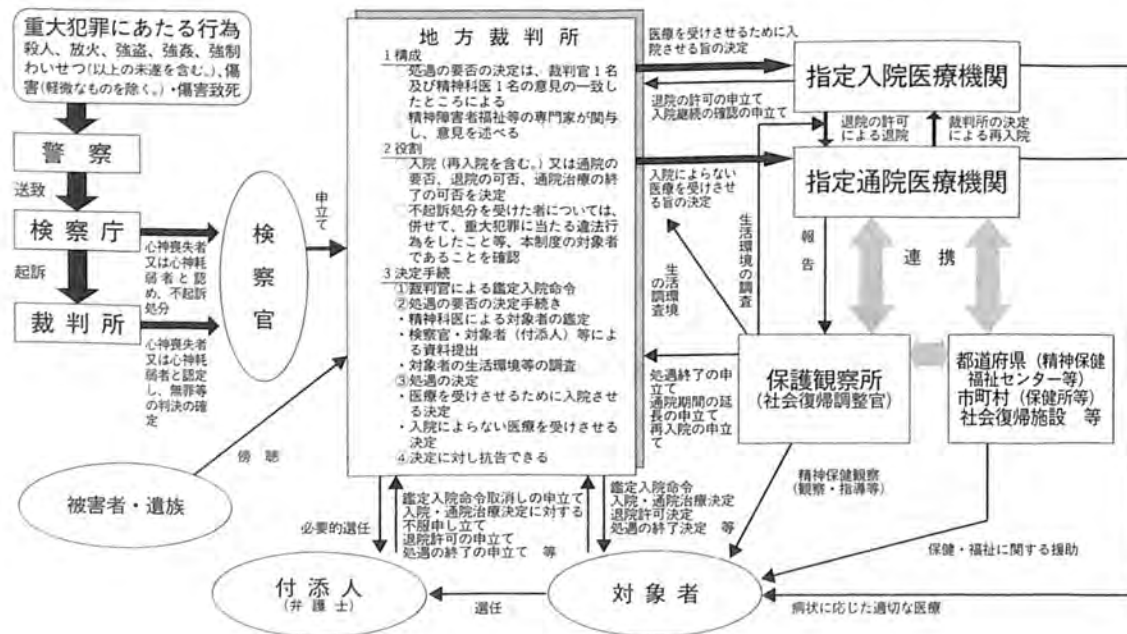 重大犯罪にあたる行為
殺人、放火、強盗、強姦、強制
わいせつ(以上の未遂を含む。)、傷
害(軽微なものを除く。)・傷害致死
警察
送致
検察庁
起訴
裁判所
心神喪失者
又は心神耗
弱者と認
め、不起訴
処分
心神喪失者
又は心神耗
弱者と認定
し、無罪等
の判決の確
定
検察官
申立て
被害者・遺族
傍聴
地方裁判所
1 構成
○処遇の要否の決定は、裁判官1名
及び精神科医1名の意見の一致し
たところによる
○精神障害者福祉等の専門家が関与
し、意見を述べる
2 役割
○入院(再入院を含む。)又は通院の
要否、退院の可否、通院治療の終
了の可否を決定
○不起訴処分を受けた者については、
併せて、重大犯罪に当たる違法行
為をしたこと等、本制度の対象者
であることを確認
3 決定手続
①裁判官による鑑定入院命令
②処遇の要否の決定手続き
・精神科医による対象者の鑑定
・検察官・対象者(付添人)等によ
る資料提出
・対象者の生活環境等の調査
③処遇の決定
・医療を受けさせるために入院させ
る決定
・入院によらない医療を受けさせる
決定
④決定に対し抗告できる
医療を受けさせるために入
院させる旨の決定
退院の許可の申立て
入院継続の確認の申立て
指定入院医療機関
退院の許可
による退院
裁判所の決定
による再入院
入院によらない
医療を受けさせ
る旨の決定
指定通院医療機関
生活環境の調査
生活環境
の調査
報告
連携
処遇終了の申
立て
通院期間の延
長の申立て
再入院の申立
て
保護観察所
(社会復帰調整官)
都道府県(精神保健
福祉センター等)
市町村(保健所等)
社会復帰施設 等
精神保健観察
(観察・指導等)
保健・福祉に関する援助
必要的選任
鑑定入院命令取消しの申立て
入院・通院治療決定に対する
不服申し立て
退院許可の申立て
処遇の終了の申立て 等
鑑定入院命令
入院・通院治療決定
退院許可決定
処遇の終了決定 等
付添人
(弁護士)
選任
対象者
病状に応じた適切な医療